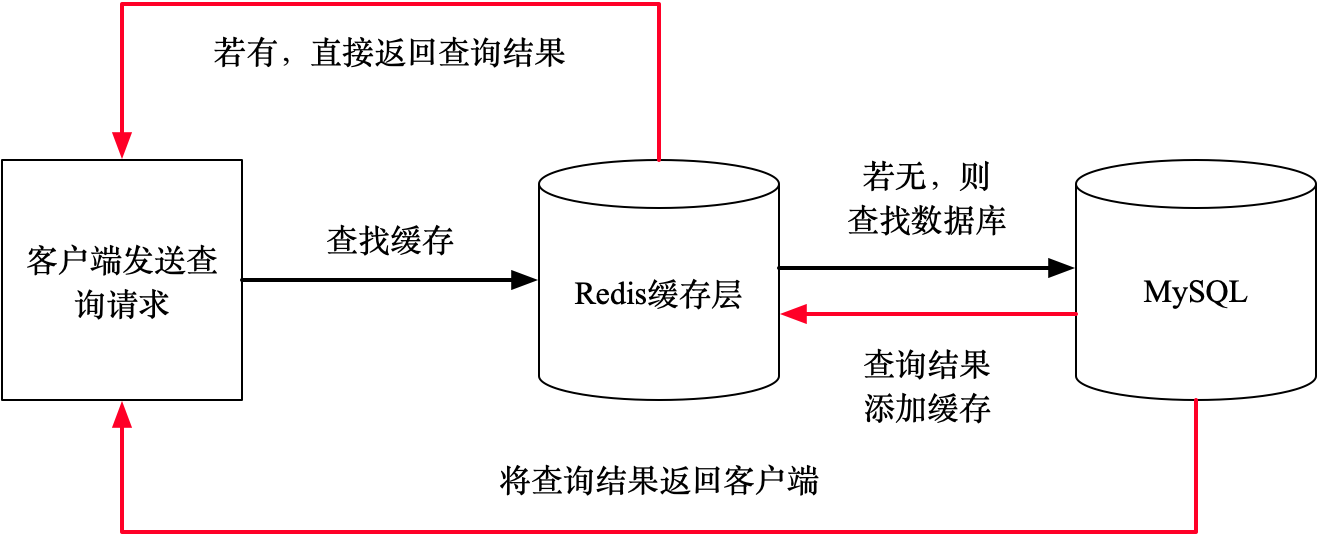 若有，直接返回查询结果
客户端发送查
询请求
查找缓存
Redis缓存层
若无，则
查找数据库
MySQL
查询结果
添加缓存
将查询结果返回客户端